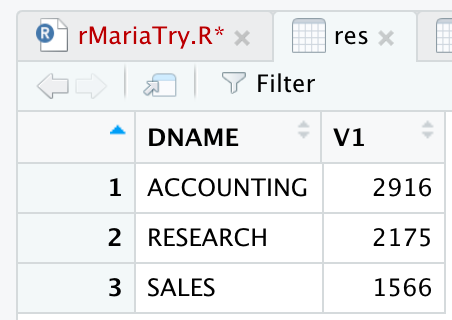 rMariaTry.R* res
Filter
DNAME V1
1 ACCOUNTING 2916
2 RESEARCH 2175
3 SALES 1566